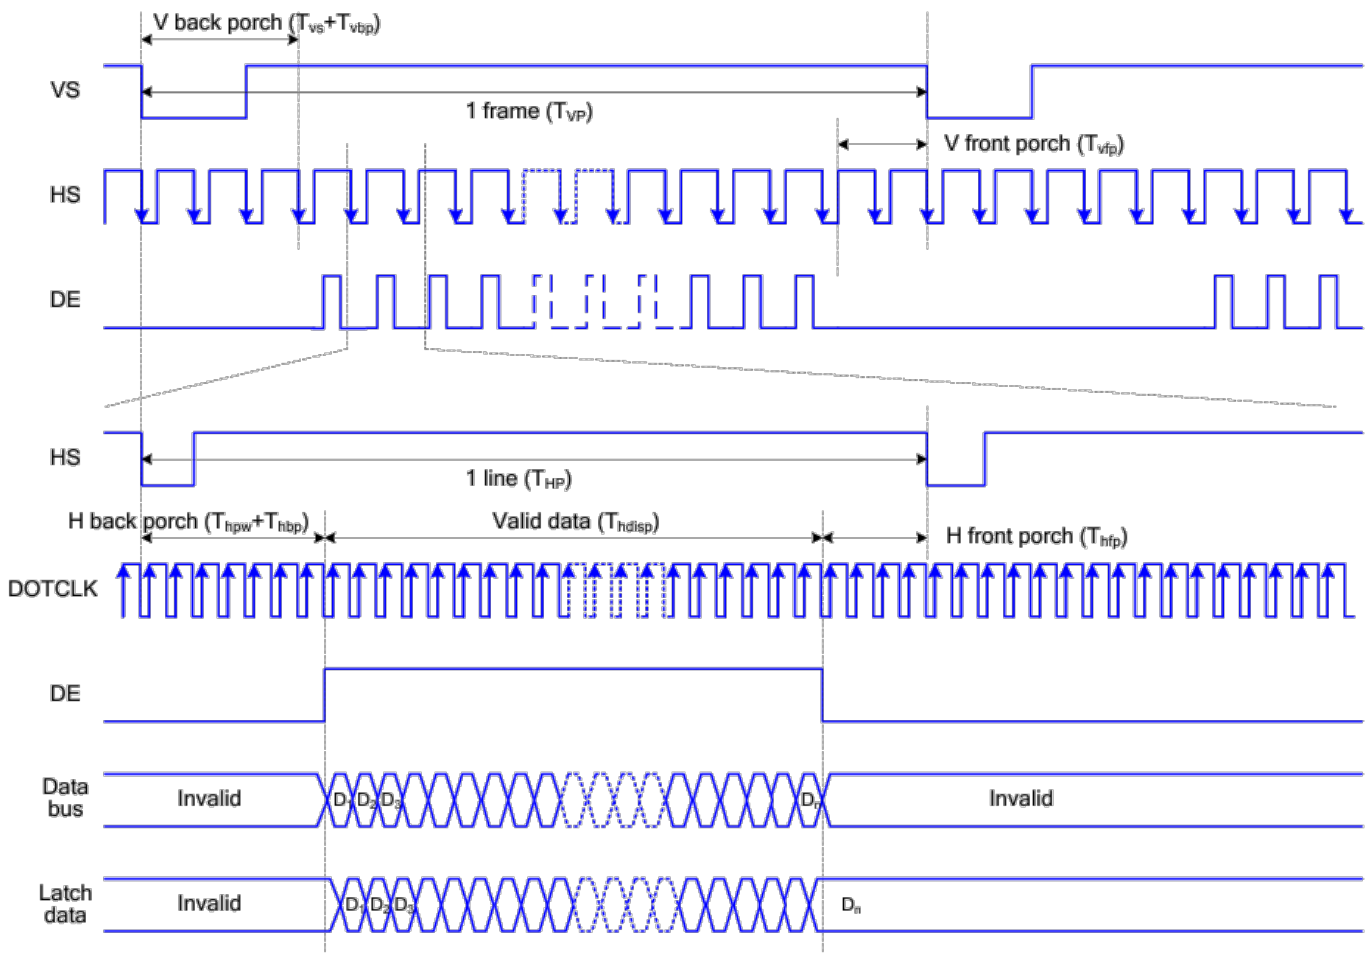 V back porch (Tvs+Tvbp)
VS
1 frame (TVP)
V front porch (Tvfp)
HS
DE
HS
1 line (THP)
H back porch (Thpw+Thbp)
Valid data (Thdisp)
H front porch (Thfp)
DOTCLK
DE
Data
bus
Invalid
D1 D2 D3
Dn
Invalid
Latch
data
Invalid
D1 D2 D3
Dn